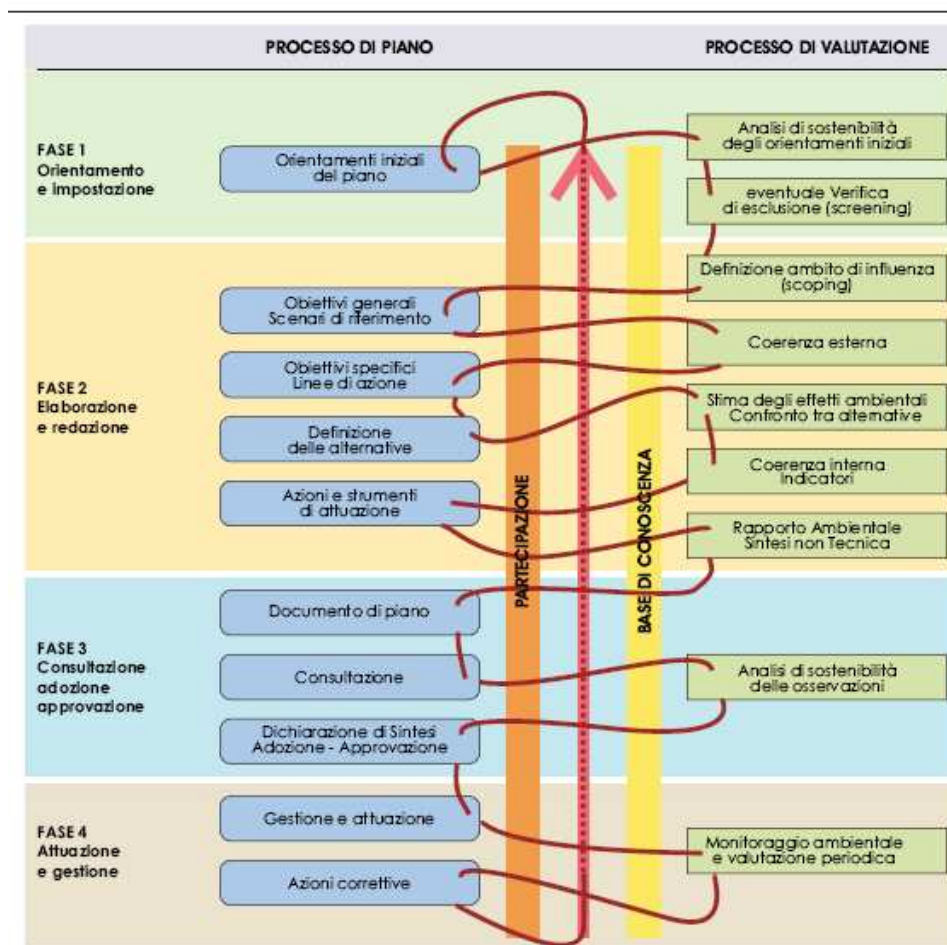 PROCESSO DI PIANO
PROCESSO DI VALUTAZIONE
FASE 1
Orientamento
e impostazione
Orientamenti iniziali
del piano
Analisi di sostenibilità
degli orientamenti iniziali
eventuale Verifica
di esclusione (screening)
FASE 2
Elaborazione
e redazione
Definizione ambito di influenza
(scoping)
Obiettivi generali
Scenari di riferimento
Coerenza esterna
Obiettivi specifici
Linee di azione
Stima degli effetti ambientali
Confronto tra alternative
Definizione
delle alternative
Coerenza interna
Indicatori
Azioni e strumenti
di attuazione
Rapporto Ambientale
Sintesi non Tecnica
PARTECIPAZIONE
BASE DI CONOSCENZA
FASE 3
Consultazione
adozione
approvazione
Documento di piano
Consultazione
Analisi di sostenibilità
delle osservazioni
Dichiarazione di Sintesi
Adozione - Approvazione
FASE 4
Attuazione
e gestione
Gestione e attuazione
Monitoraggio ambientale
e valutazione periodica
Azioni correttive